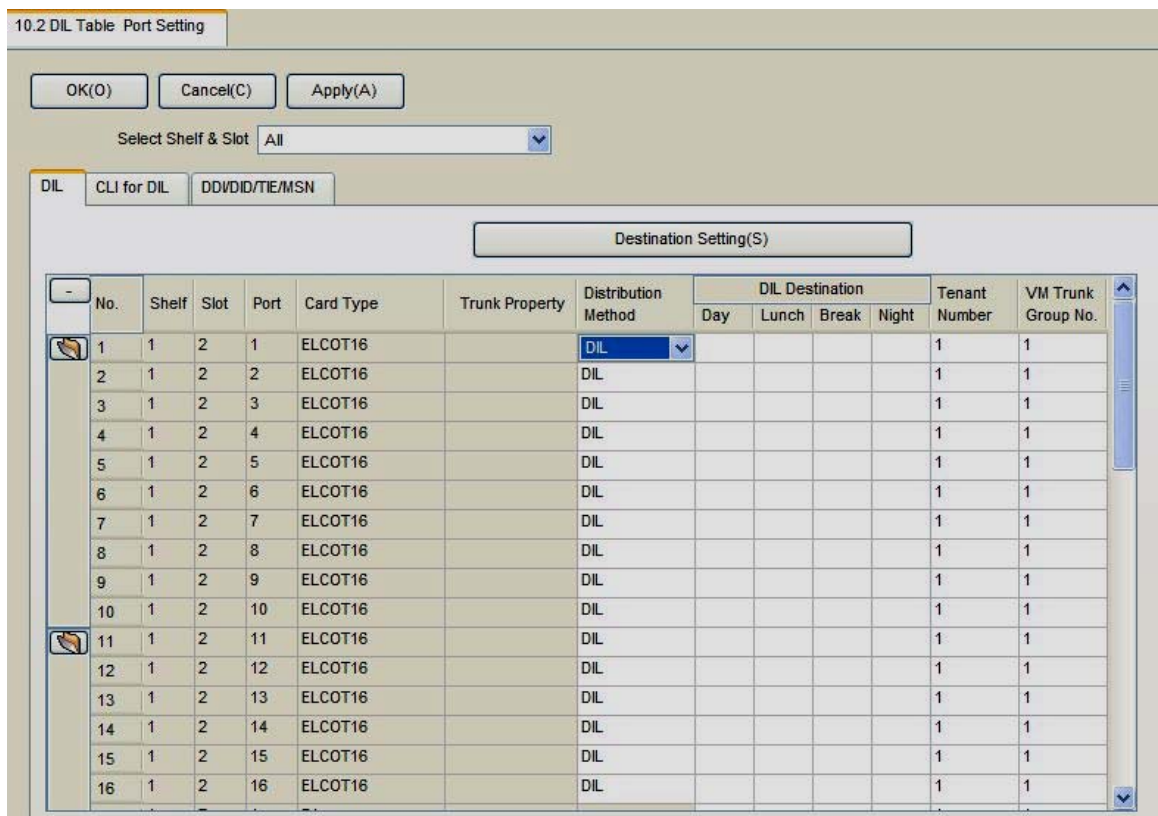 10.2 DIL Table Port Setting
OK(O) Cancel(C) Apply(A)
Select Shelf & Slot All
DIL CLI for DIL DDI/DID/TIE/MSN
Destination Setting(S)
- No. Shelf Slot Port Card Type Trunk Property Distribution Method DIL Destination Day Lunch Break Night Tenant Number VM Trunk Group No.
1 1 2 1 ELCOT16 DIL 1 1
2 1 2 2 ELCOT16 DIL 1 1
3 1 2 3 ELCOT16 DIL 1 1
4 1 2 4 ELCOT16 DIL 1 1
5 1 2 5 ELCOT16 DIL 1 1
6 1 2 6 ELCOT16 DIL 1 1
7 1 2 7 ELCOT16 DIL 1 1
8 1 2 8 ELCOT16 DIL 1 1
9 1 2 9 ELCOT16 DIL 1 1
10 1 2 10 ELCOT16 DIL 1 1
11 1 2 11 ELCOT16 DIL 1 1
12 1 2 12 ELCOT16 DIL 1 1
13 1 2 13 ELCOT16 DIL 1 1
14 1 2 14 ELCOT16 DIL 1 1
15 1 2 15 ELCOT16 DIL 1 1
16 1 2 16 ELCOT16 DIL 1 1